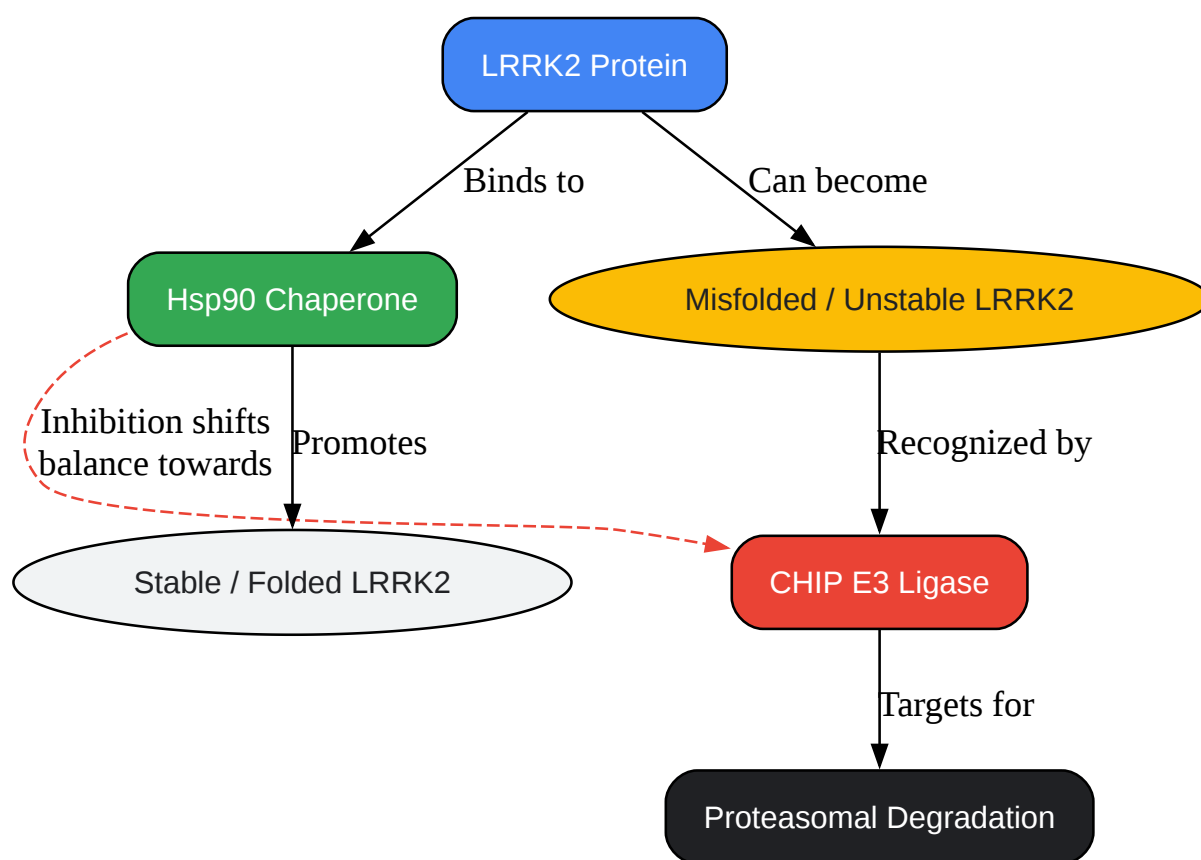 LRRK2 Protein
Binds to
Can become
Hsp90 Chaperone
Misfolded / Unstable LRRK2
Inhibition shifts
balance towards
Promotes
Recognized by
Stable / Folded LRRK2
CHIP E3 Ligase
Targets for
Proteasomal Degradation